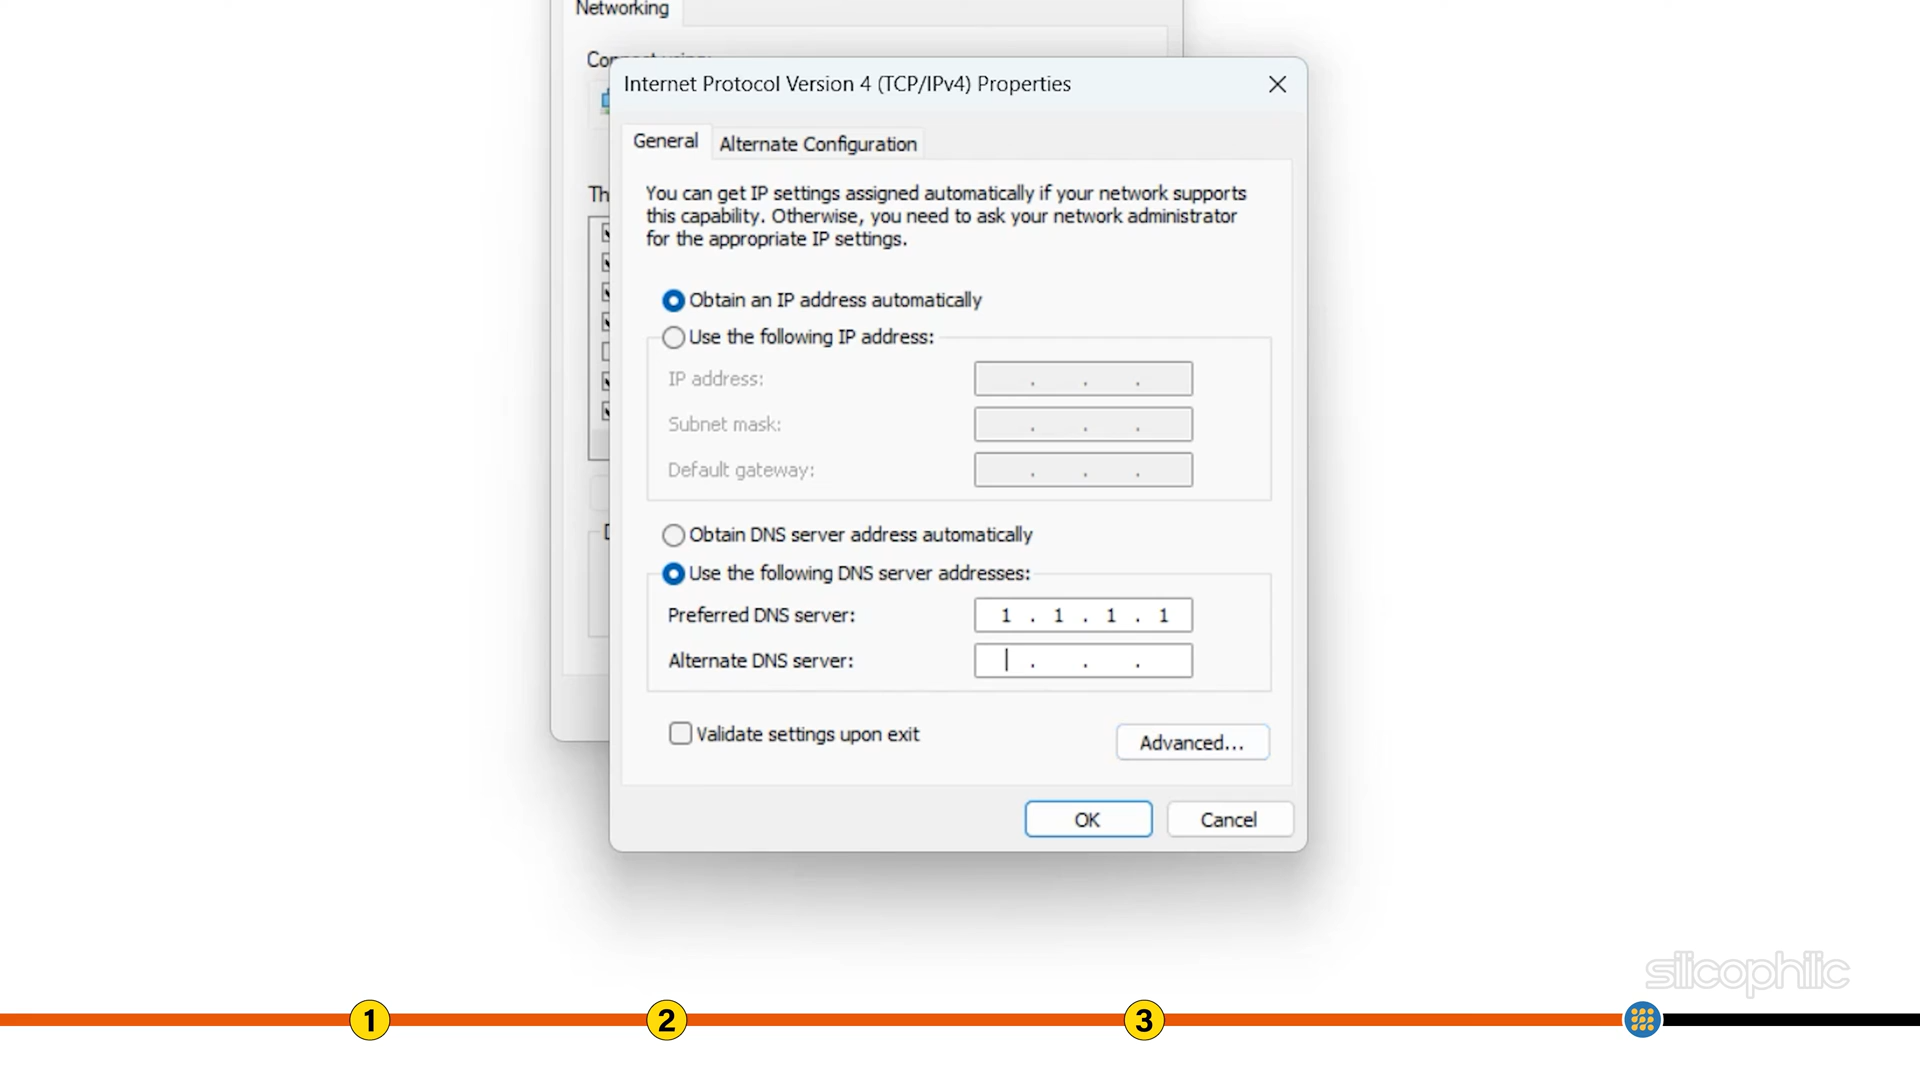 Networking
Internet Protocol Version 4 (TCP/IPv4) Properties
General
Alternate Configuration
You can get IP settings assigned automatically if your network supports
this capability. Otherwise, you need to ask your network administrator
for the appropriate IP settings.
Obtain an IP address automatically
Use the following IP address:
IP address: . . .
Subnet mask: . . .
Default gateway: . . .
Obtain DNS server address automatically
Use the following DNS server addresses:
Preferred DNS server: 1 . 1 . 1 . 1
Alternate DNS server: . . .
Validate settings upon exit
Advanced...
OK
Cancel
silicophilic
1
2
3